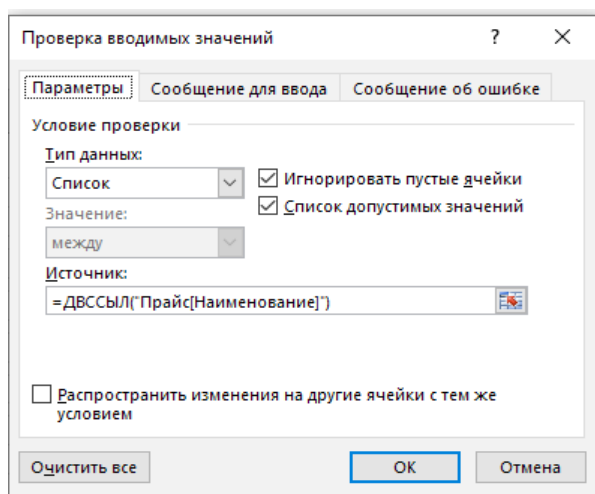 Проверка вводимых значений ?
Параметры Сообщение для ввода Сообщение об ошибке
Условие проверки
Тип данных:
Список Игнорировать пустые ячейки
Значение: Список допустимых значений
между
Источник:
=ДВССЫЛ("Прайс[Наименование]")
Распространить изменения на другие ячейки с тем же
условием
Очистить все ОК Отмена